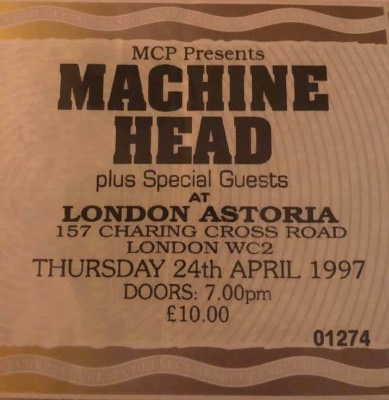 MCP Presents
MACHINE
HEAD
plus Special Guests
AT
LONDON ASTORIA
157 CHARING CROSS ROAD
LONDON WC2
THURSDAY 24th APRIL 1997
DOORS: 7.00pm
£10.00
01274